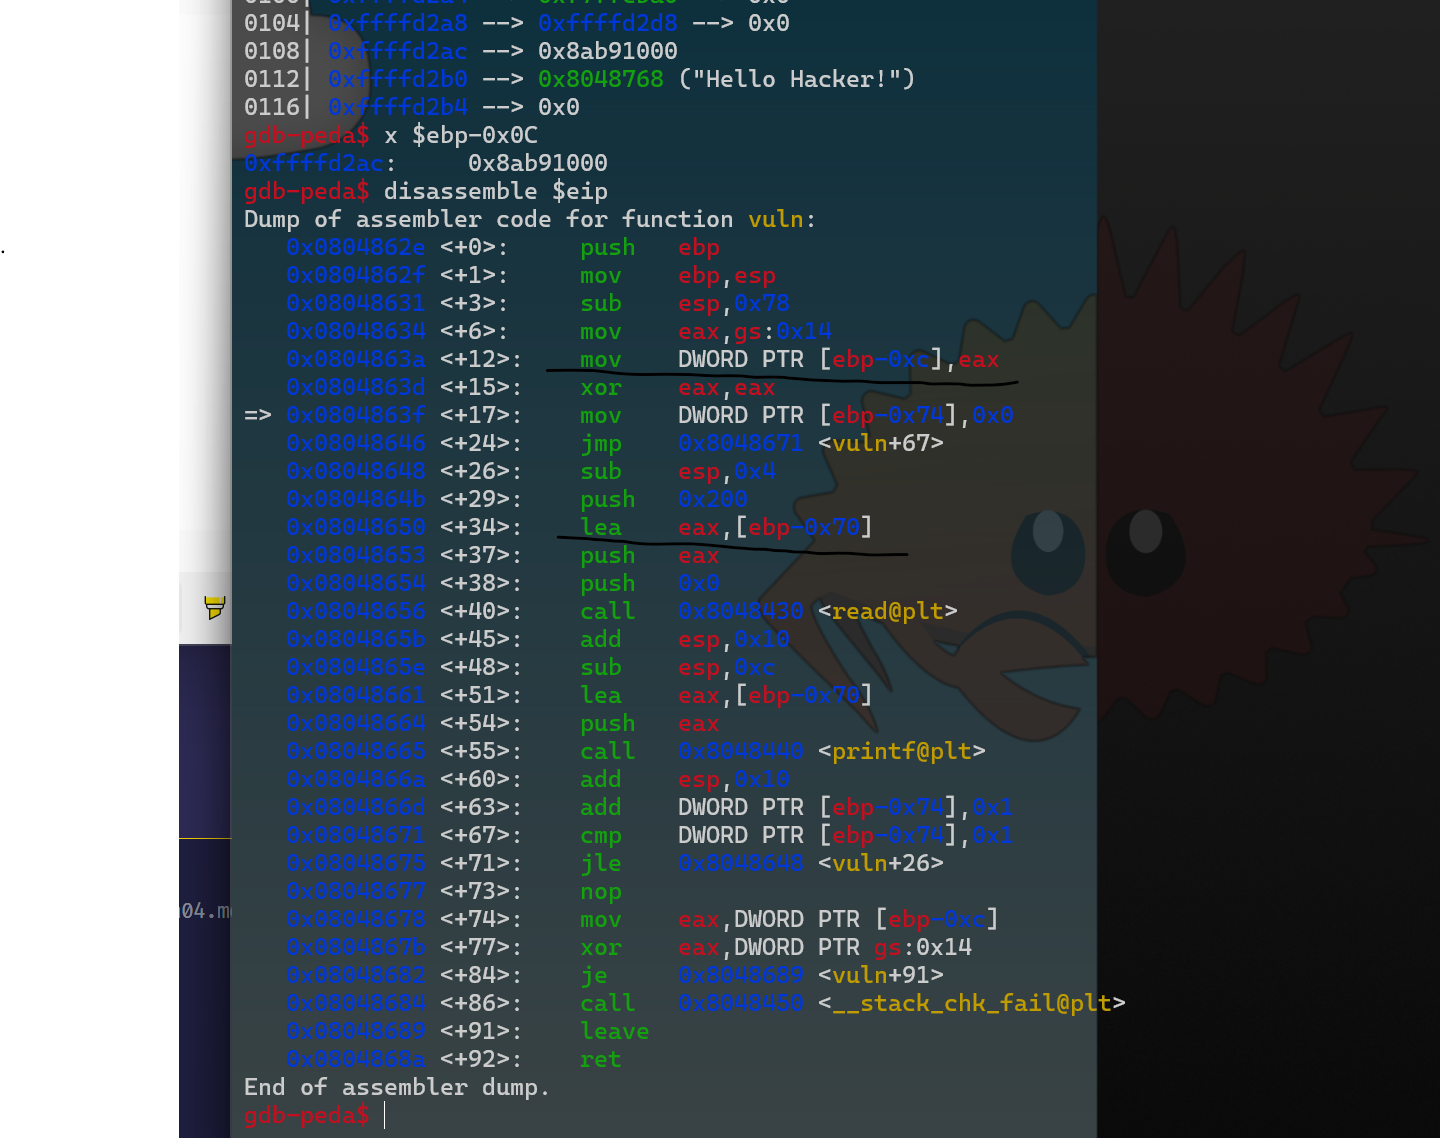 0104| 0xffffd2a8 --> 0xffffd2d8 --> 0x0
0108| 0xffffd2ac --> 0x8ab91000
0112| 0xffffd2b0 --> 0x8048768 ("Hello Hacker!")
0116| 0xffffd2b4 --> 0x0
gdb-peda$ x $ebp-0x0C
0xffffd2ac: 0x8ab91000
gdb-peda$ disassemble $eip
Dump of assembler code for function vuln:
0x0804862e <+0>: push ebp
0x0804862f <+1>: mov ebp,esp
0x08048631 <+3>: sub esp,0x78
0x08048634 <+6>: mov eax,gs:0x14
0x0804863a <+12>: mov DWORD PTR [ebp-0xc],eax
0x0804863d <+15>: xor eax,eax
=> 0x0804863f <+17>: mov DWORD PTR [ebp-0x74],0x0
0x08048646 <+24>: jmp 0x8048671 <vuln+67>
0x08048648 <+26>: sub esp,0x4
0x0804864b <+29>: push 0x200
0x08048650 <+34>: lea eax,[ebp-0x70]
0x08048653 <+37>: push eax
0x08048654 <+38>: push 0x0
0x08048656 <+40>: call 0x8048430 <read@plt>
0x0804865b <+45>: add esp,0x10
0x0804865e <+48>: sub esp,0xc
0x08048661 <+51>: lea eax,[ebp-0x70]
0x08048664 <+54>: push eax
0x08048665 <+55>: call 0x8048440 <printf@plt>
0x0804866a <+60>: add esp,0x10
0x0804866d <+63>: add DWORD PTR [ebp-0x74],0x1
0x08048671 <+67>: cmp DWORD PTR [ebp-0x74],0x1
0x08048675 <+71>: jle 0x8048648 <vuln+26>
0x08048677 <+73>: nop
0x08048678 <+74>: mov eax,DWORD PTR [ebp-0xc]
0x0804867b <+77>: xor eax,DWORD PTR gs:0x14
0x08048682 <+84>: je 0x8048689 <vuln+91>
0x08048684 <+86>: call 0x8048450 <__stack_chk_fail@plt>
0x08048689 <+91>: leave
0x0804868a <+92>: ret
End of assembler dump.
gdb-peda$
04.m